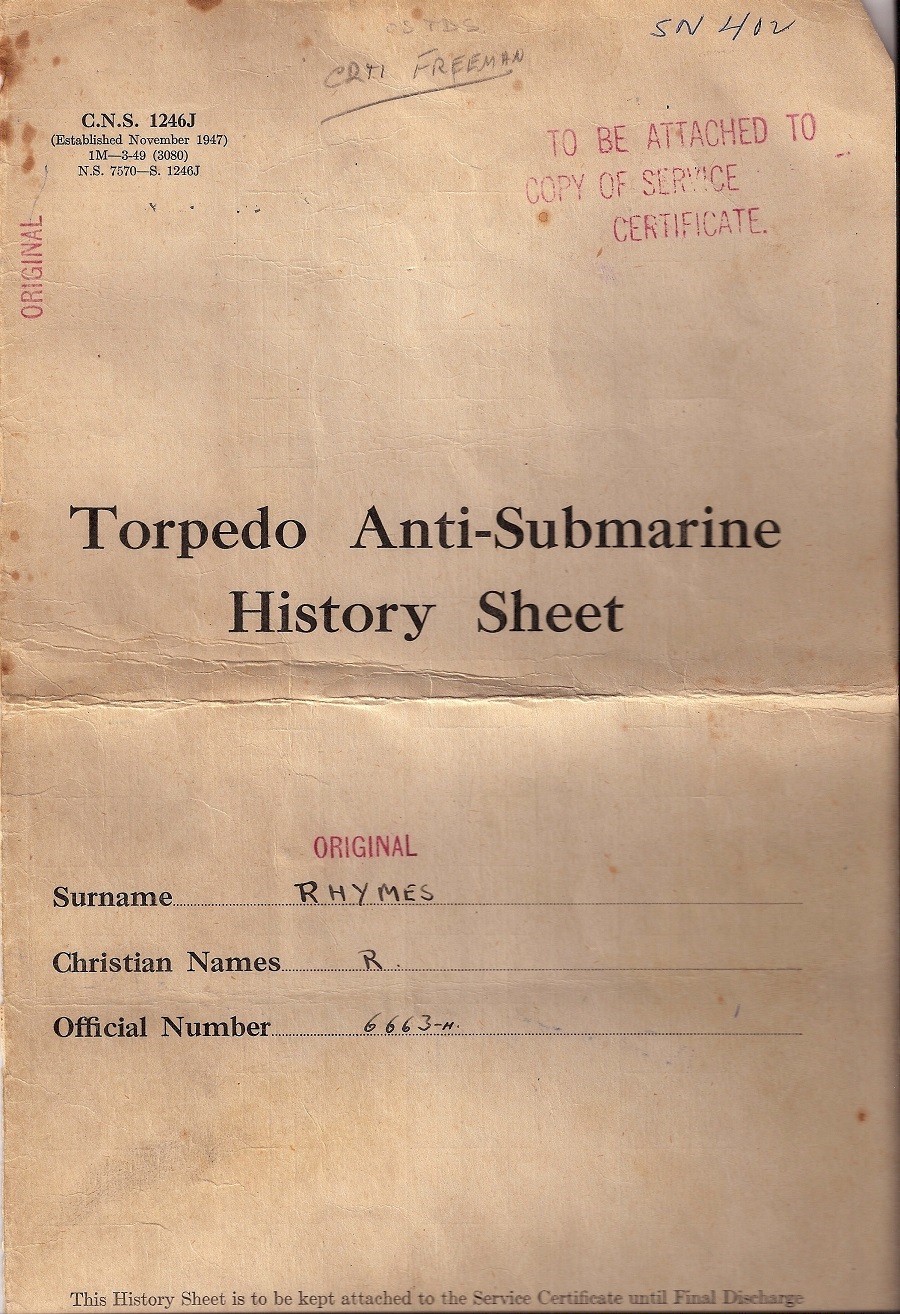 SN 402
FREEMAN
C.N.S. 1246J
(Established November 1947)
1M—3-49 (3080)
N.S. 7570—S. 1246J
TO BE ATTACHED TO
COPY OF SERVICE
CERTIFICATE.
ORIGINAL
Torpedo Anti-Submarine
History Sheet
ORIGINAL
Surname RHYMES
Christian Names R.
Official Number 6663-H.
This History Sheet is to be kept attached to the Service Certificate until Final Discharge